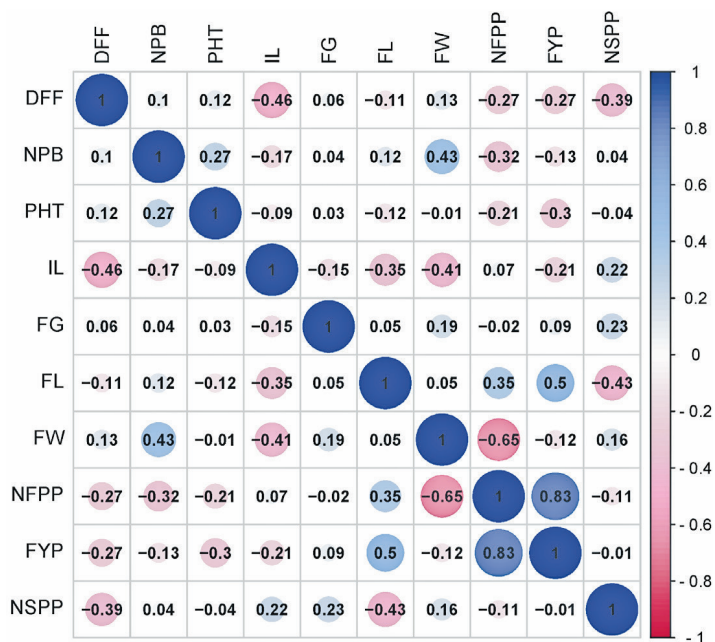 DFF NPB PHT IL FG FL FW NFPP FYP NSPP
DFF 1 0.1 0.12 −0.46 0.06 −0.11 0.13 −0.27 −0.27 −0.39
NPB 0.1 1 0.27 −0.17 0.04 0.12 0.43 −0.32 −0.13 0.04
PHT 0.12 0.27 1 −0.09 0.03 −0.12 −0.01 −0.21 −0.3 −0.04
IL −0.46 −0.17 −0.09 1 −0.15 −0.35 −0.41 0.07 −0.21 0.22
FG 0.06 0.04 0.03 −0.15 1 0.05 0.19 −0.02 0.09 0.23
FL −0.11 0.12 −0.12 −0.35 0.05 1 0.05 0.35 0.5 −0.43
FW 0.13 0.43 −0.01 −0.41 0.19 0.05 1 −0.65 −0.12 0.16
NFPP −0.27 −0.32 −0.21 0.07 −0.02 0.35 −0.65 1 0.83 −0.11
FYP −0.27 −0.13 −0.3 −0.21 0.09 0.5 −0.12 0.83 1 −0.01
NSPP −0.39 0.04 −0.04 0.22 0.23 −0.43 0.16 −0.11 −0.01 1
1
0.8
0.6
0.4
0.2
0
- 0.2
- 0.4
- 0.6
- 0.8
- 1